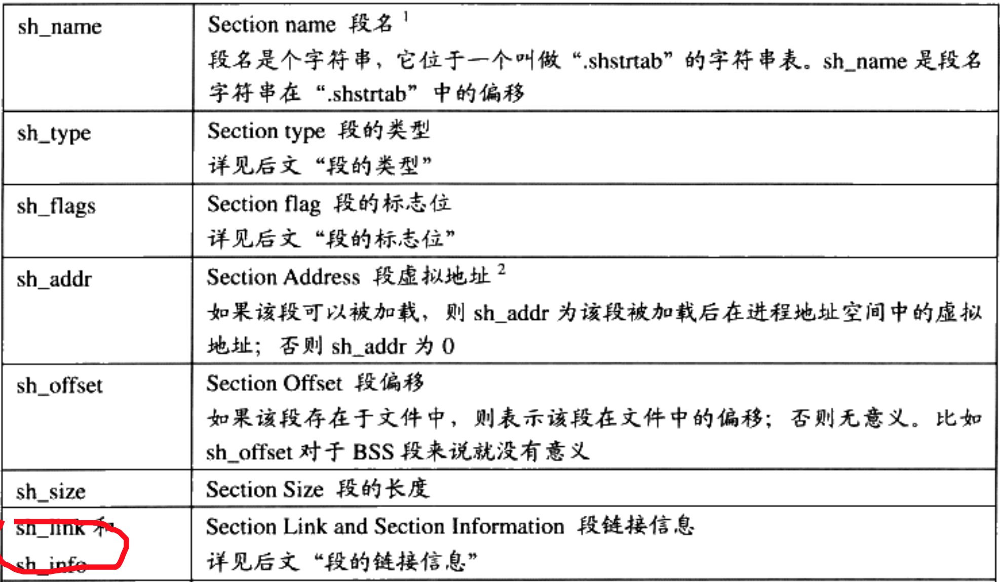 sh_name
Section name 段名 1
段名是个字符串，它位于一个叫做 “.shstrtab” 的字符串表。sh_name 是段名
字符串在 “.shstrtab” 中的偏移
sh_type
Section type 段的类型
详见后文 “段的类型”
sh_flags
Section flag 段的标志位
详见后文 “段的标志位”
sh_addr
Section Address 段虚拟地址 2
如果该段可以被加载，则 sh_addr 为该段被加载后在进程地址空间中的虚拟
地址；否则 sh_addr 为 0
sh_offset
Section Offset 段偏移
如果该段存在于文件中，则表示该段在文件中的偏移；否则无意义。比如
sh_offset 对于 BSS 段来说就没有意义
sh_size
Section Size 段的长度
sh_link 和
sh_info
Section Link and Section Information 段链接信息
详见后文 “段的链接信息”